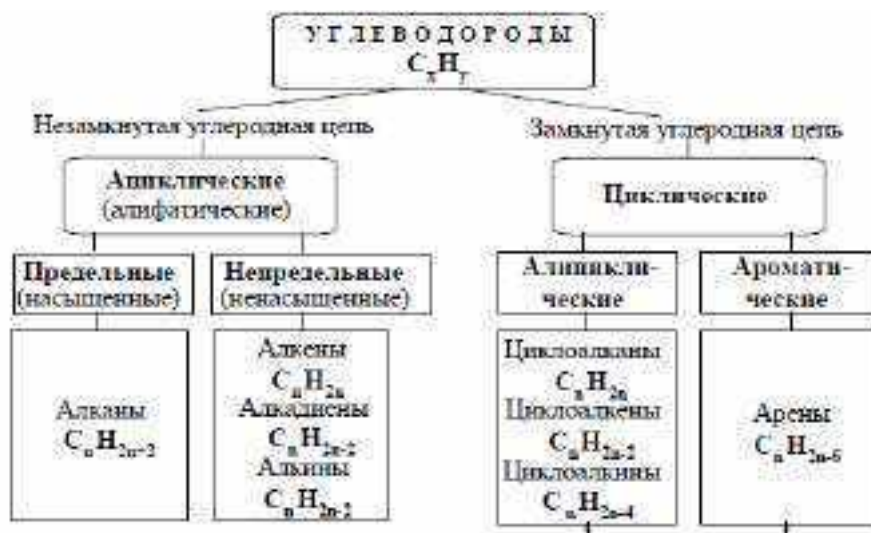 УГЛЕВОДОРОДЫ
CxHy
Незамкнутая углеродная цепь
Замкнутая углеродная цепь
Ациклические
(алифатические)
Циклические
Предельные
(насыщенные)
Непредельные
(ненасыщенные)
Алицикли-
ческие
Аромати-
ческие
Алканы
CnH2n+2
Алкены
CnH2n
Алкадиены
CnH2n-2
Алкины
CnH2n-2
Циклоалканы
CnH2n
Циклоалкены
CnH2n-2
Циклоалкины
CnH2n-4
Арены
CnH2n-6